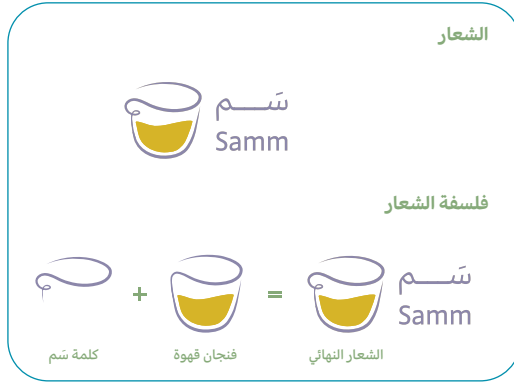 الشعار
سَـــم
Samm
فلسفة الشعار
سَـــم
Samm
+
=
الشعار النهائي
فنجان قهوة
كلمة سَم